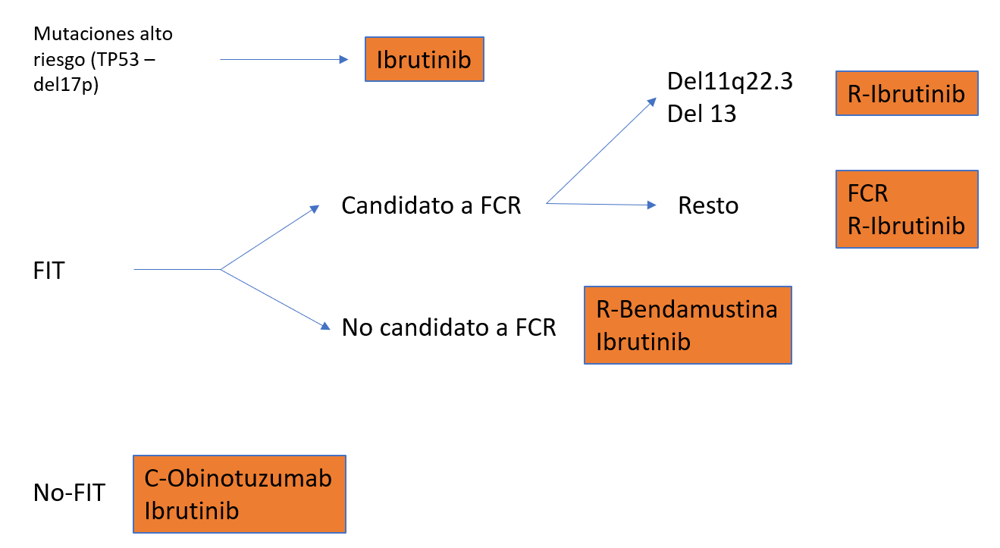 Mutaciones alto
riesgo (TP53 –
del17p)
Ibrutinib
Del11q22.3
Del 13
R-Ibrutinib
Candidato a FCR
Resto
FCR
R-Ibrutinib
FIT
No candidato a FCR
R-Bendamustina
Ibrutinib
No-FIT
C-Obinotuzumab
Ibrutinib